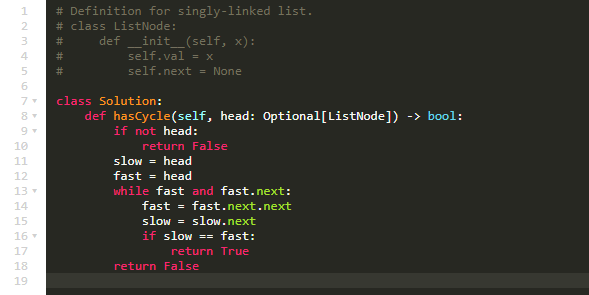 1 # Definition for singly-linked list.
2 # class ListNode:
3 #     def __init__(self, x):
4 #         self.val = x
5 #         self.next = None
6
7 class Solution:
8     def hasCycle(self, head: Optional[ListNode]) -> bool:
9         if not head:
10             return False
11         slow = head
12         fast = head
13         while fast and fast.next:
14             fast = fast.next.next
15             slow = slow.next
16             if slow == fast:
17                 return True
18         return False
19